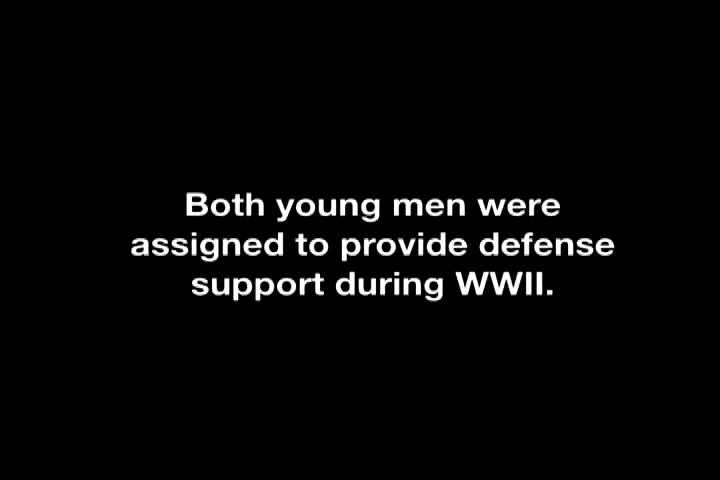 Both young men were
assigned to provide defense
support during WWII.